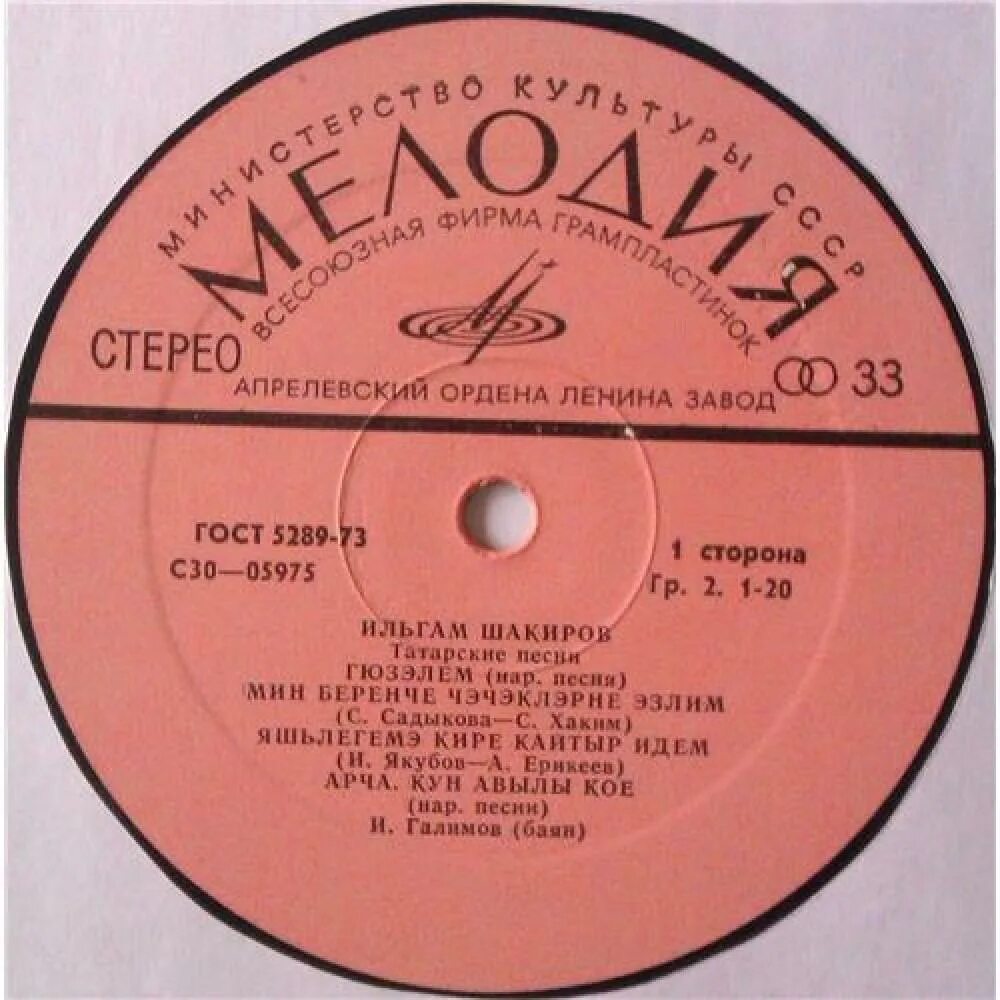 МИНИСТЕРСТВО КУЛЬТУРЫ СССР
МЕЛОДИЯ
ВСЕСОЮЗНАЯ ФИРМА ГРАМПЛАСТИНОК
СТЕРЕО
33
АПРЕЛЕВСКИЙ ОРДЕНА ЛЕНИНА ЗАВОД
ГОСТ 5289-73
С30—05975
1 сторона
Гр. 2. 1-20
ИЛЬГАМ ШАКИРОВ
Татарские песни
ГЮЗЭЛЕМ (нар. песня)
МИН БЕРЕНЧЕ ЧЭЧЭКЛЭРНЕ ЭЗЛИМ
(С. Садыкова—С. Хаким)
ЯШЬЛЕГЕМЭ КИРЕ КАЙТЫР ИДЕМ
(И. Якубов—А. Ерикеев)
АРЧА. КУН АВЫЛЫ КОЕ
(нар. песни)
И. Галимов (баян)